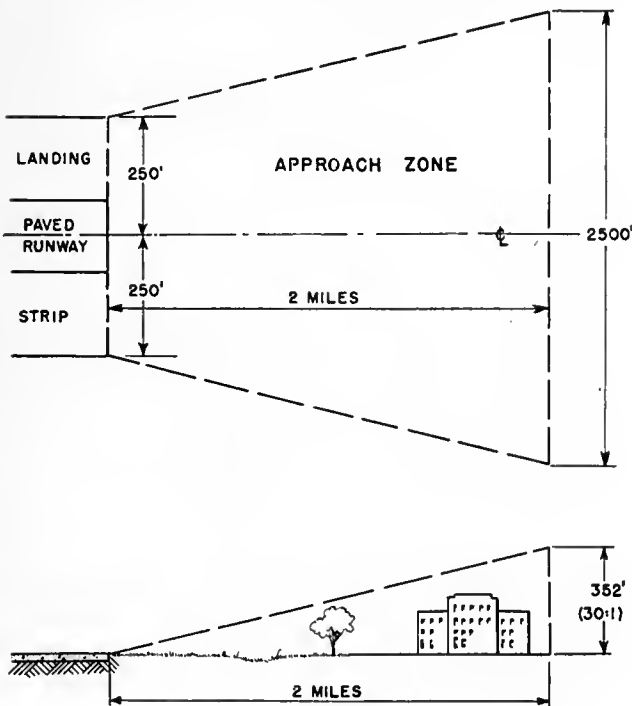 LANDING
250'
APPROACH ZONE
PAVED
RUNWAY
℄
2500'
250'
2 MILES
STRIP
352'
(30:1)
2 MILES